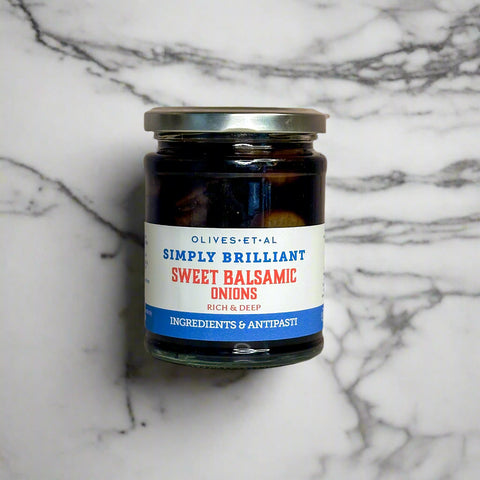 OLIVES•ET•AL
SIMPLY BRILLIANT
SWEET BALSAMIC
ONIONS
RICH & DEEP
INGREDIENTS & ANTIPASTI